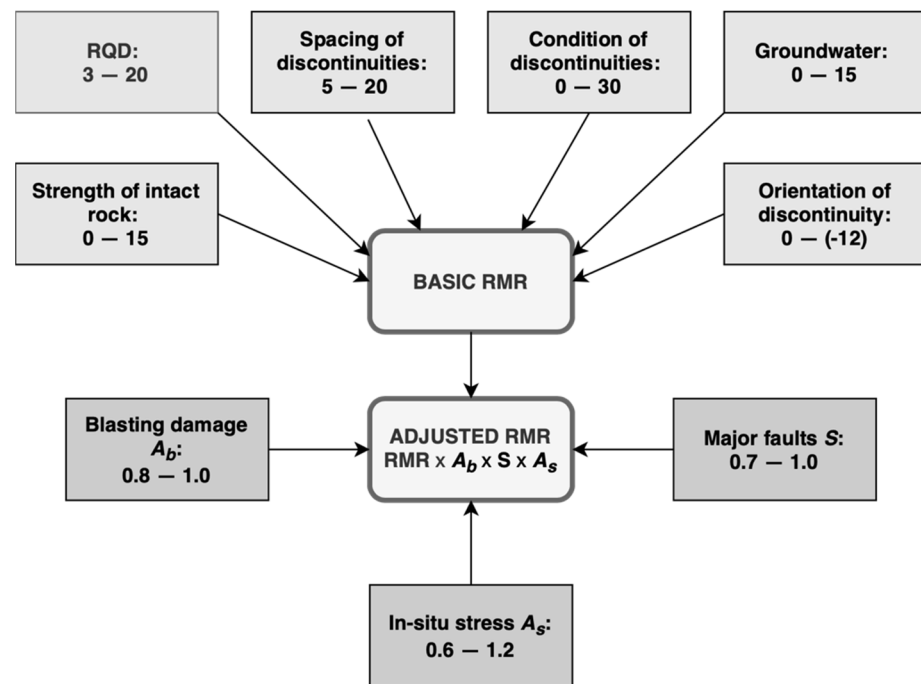 RQD:
3 — 20
Spacing of
discontinuities:
5 — 20
Condition of
discontinuities:
0 — 30
Groundwater:
0 — 15
Strength of intact
rock:
0 — 15
Orientation of
discontinuity:
0 — (-12)
BASIC RMR
Blasting damage
Ab:
0.8 — 1.0
ADJUSTED RMR
RMR x Ab x S x As
Major faults S:
0.7 — 1.0
In-situ stress As:
0.6 — 1.2